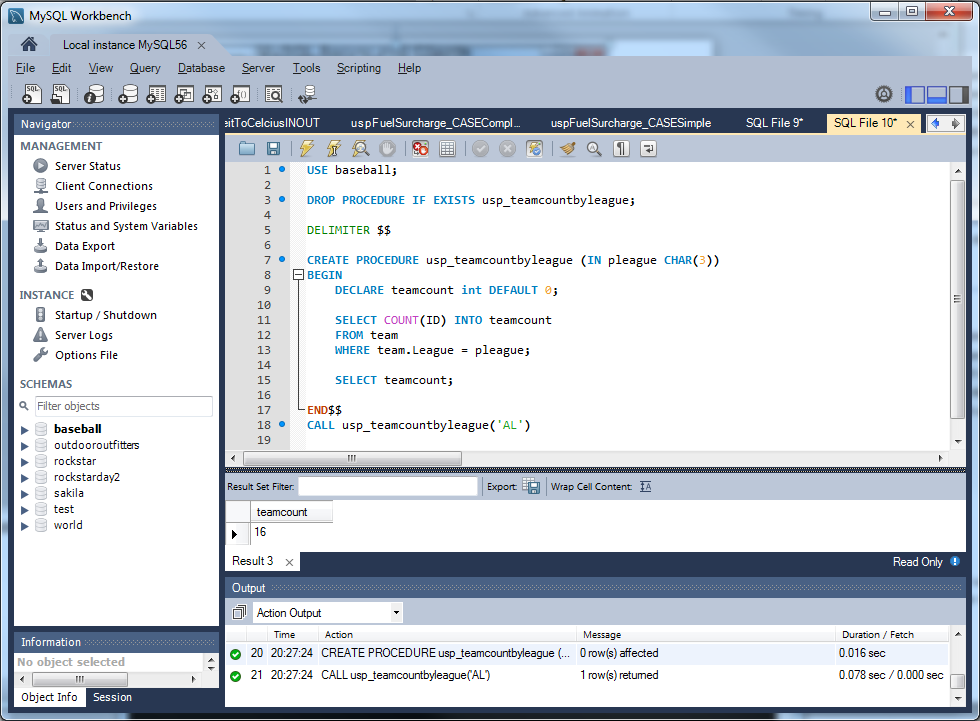 MySQL Workbench
Local instance MySQL56
File Edit View Query Database Server Tools Scripting Help
Navigator
MANAGEMENT
Server Status
Client Connections
Users and Privileges
Status and System Variables
Data Export
Data Import/Restore
INSTANCE
Startup / Shutdown
Server Logs
Options File
SCHEMAS
Filter objects
baseball
outdooroutfitters
rockstar
rockstarday2
sakila
test
world
Information
No object selected
Object Info Session
eitToCelciusINOUT uspFuelSurcharge_CASECompl... uspFuelSurcharge_CASESimple SQL File 9* SQL File 10*
1 USE baseball;
2
3 DROP PROCEDURE IF EXISTS usp_teamcountbyleague;
4
5 DELIMITER $$
6
7 CREATE PROCEDURE usp_teamcountbyleague (IN pleague CHAR(3))
8 BEGIN
9 DECLARE teamcount int DEFAULT 0;
10
11 SELECT COUNT(ID) INTO teamcount
12 FROM team
13 WHERE team.League = pleague;
14
15 SELECT teamcount;
16
17 END$$
18 CALL usp_teamcountbyleague('AL')
19
Result Set Filter: Export: Wrap Cell Content:
teamcount
16
Result 3 Read Only
Output
Action Output
Time Action Message Duration / Fetch
20 20:27:24 CREATE PROCEDURE usp_teamcountbyleague (... 0 row(s) affected 0.016 sec
21 20:27:24 CALL usp_teamcountbyleague('AL') 1 row(s) returned 0.078 sec / 0.000 sec